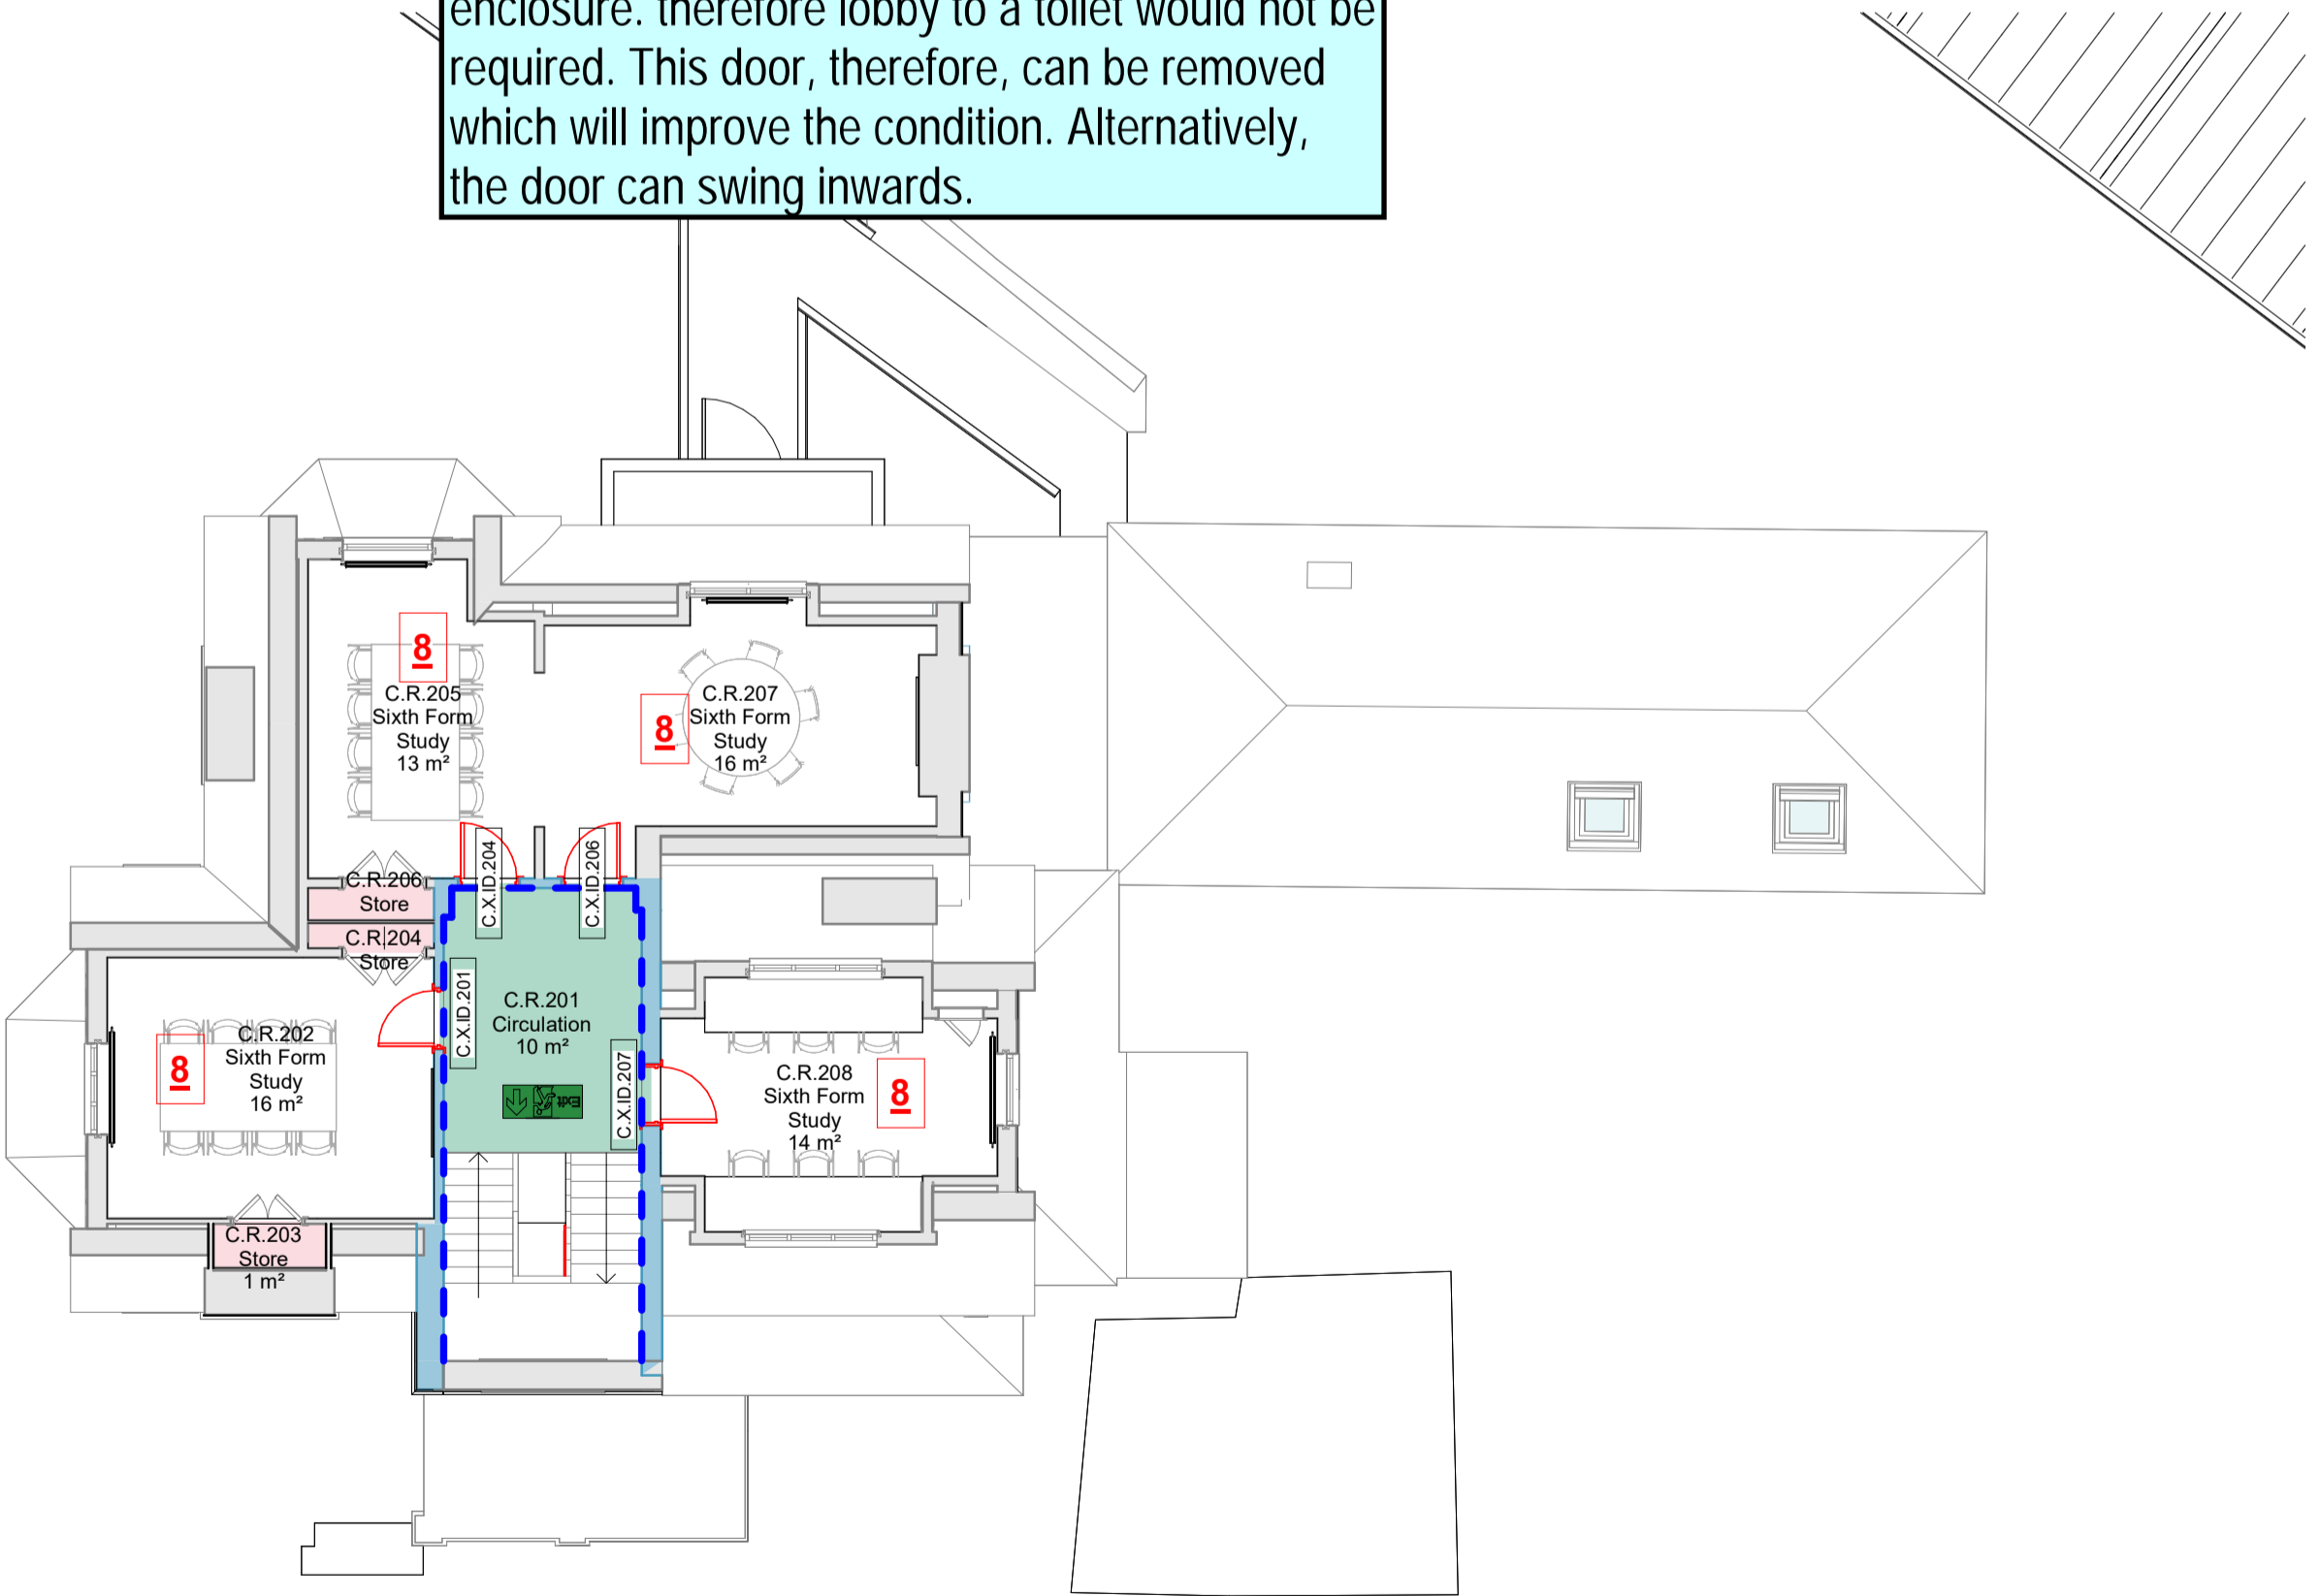 enclosure. therefore lobby to a toilet would not be
required. This door, therefore, can be removed
which will improve the condition. Alternatively,
the door can swing inwards.
8
C.R.205
Sixth Form
Study
13 m²
8
C.R.207
Sixth Form
Study
16 m²
C.X.ID.204
C.X.ID.206
C.R.206
Store
C.R.204
Store
C.X.ID.201
C.R.201
Circulation
10 m²
C.X.ID.207
Exit
8
C.R.202
Sixth Form
Study
16 m²
C.R.208
Sixth Form
Study
14 m²
8
C.R.203
Store
1 m²